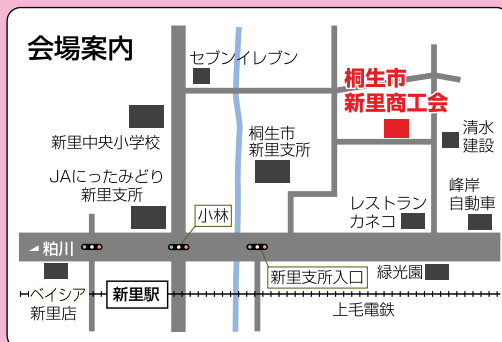 会場案内
セブンイレブン
桐生市
新里商工会
新里中央小学校
桐生市
新里支所
清水
建設
JAにったみどり
新里支所
小林
レストラン
カネコ
峰岸
自動車
粕川
新里支所入口
緑光園
ベイシア
新里店
新里駅
上毛電鉄